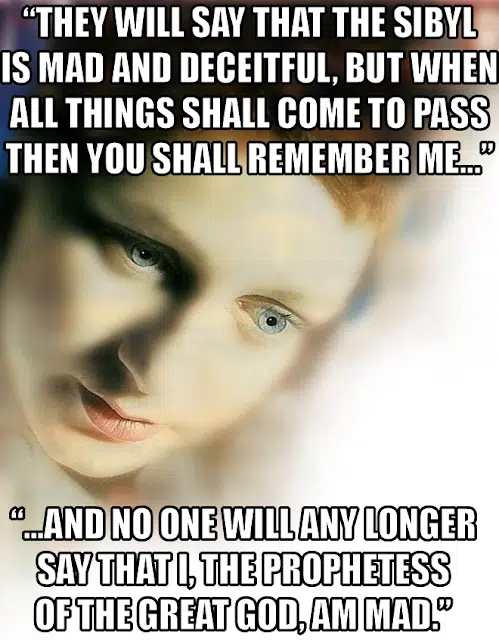 “THEY WILL SAY THAT THE SIBYL
IS MAD AND DECEITFUL, BUT WHEN
ALL THINGS SHALL COME TO PASS
THEN YOU SHALL REMEMBER ME...”
“...AND NO ONE WILL ANY LONGER
SAY THAT I, THE PROPHETESS
OF THE GREAT GOD, AM MAD.”